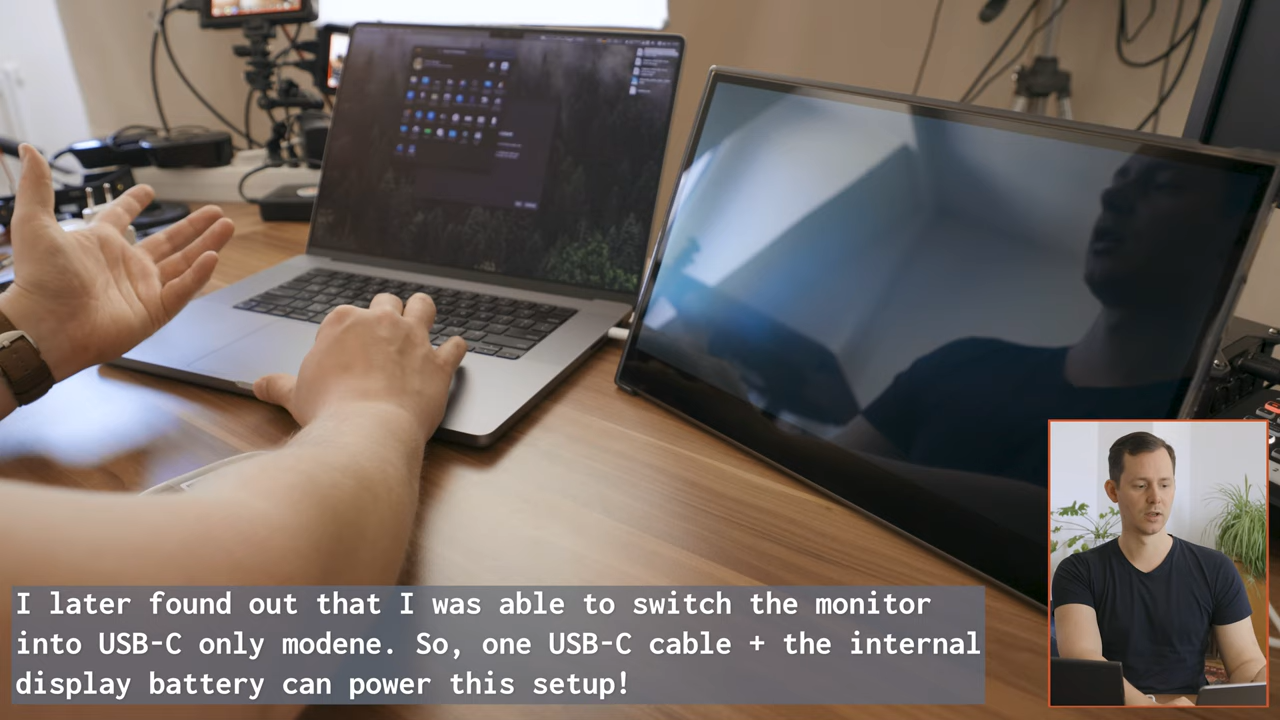 I later found out that I was able to switch the monitor
into USB-C only modene. So, one USB-C cable + the internal
display battery can power this setup!